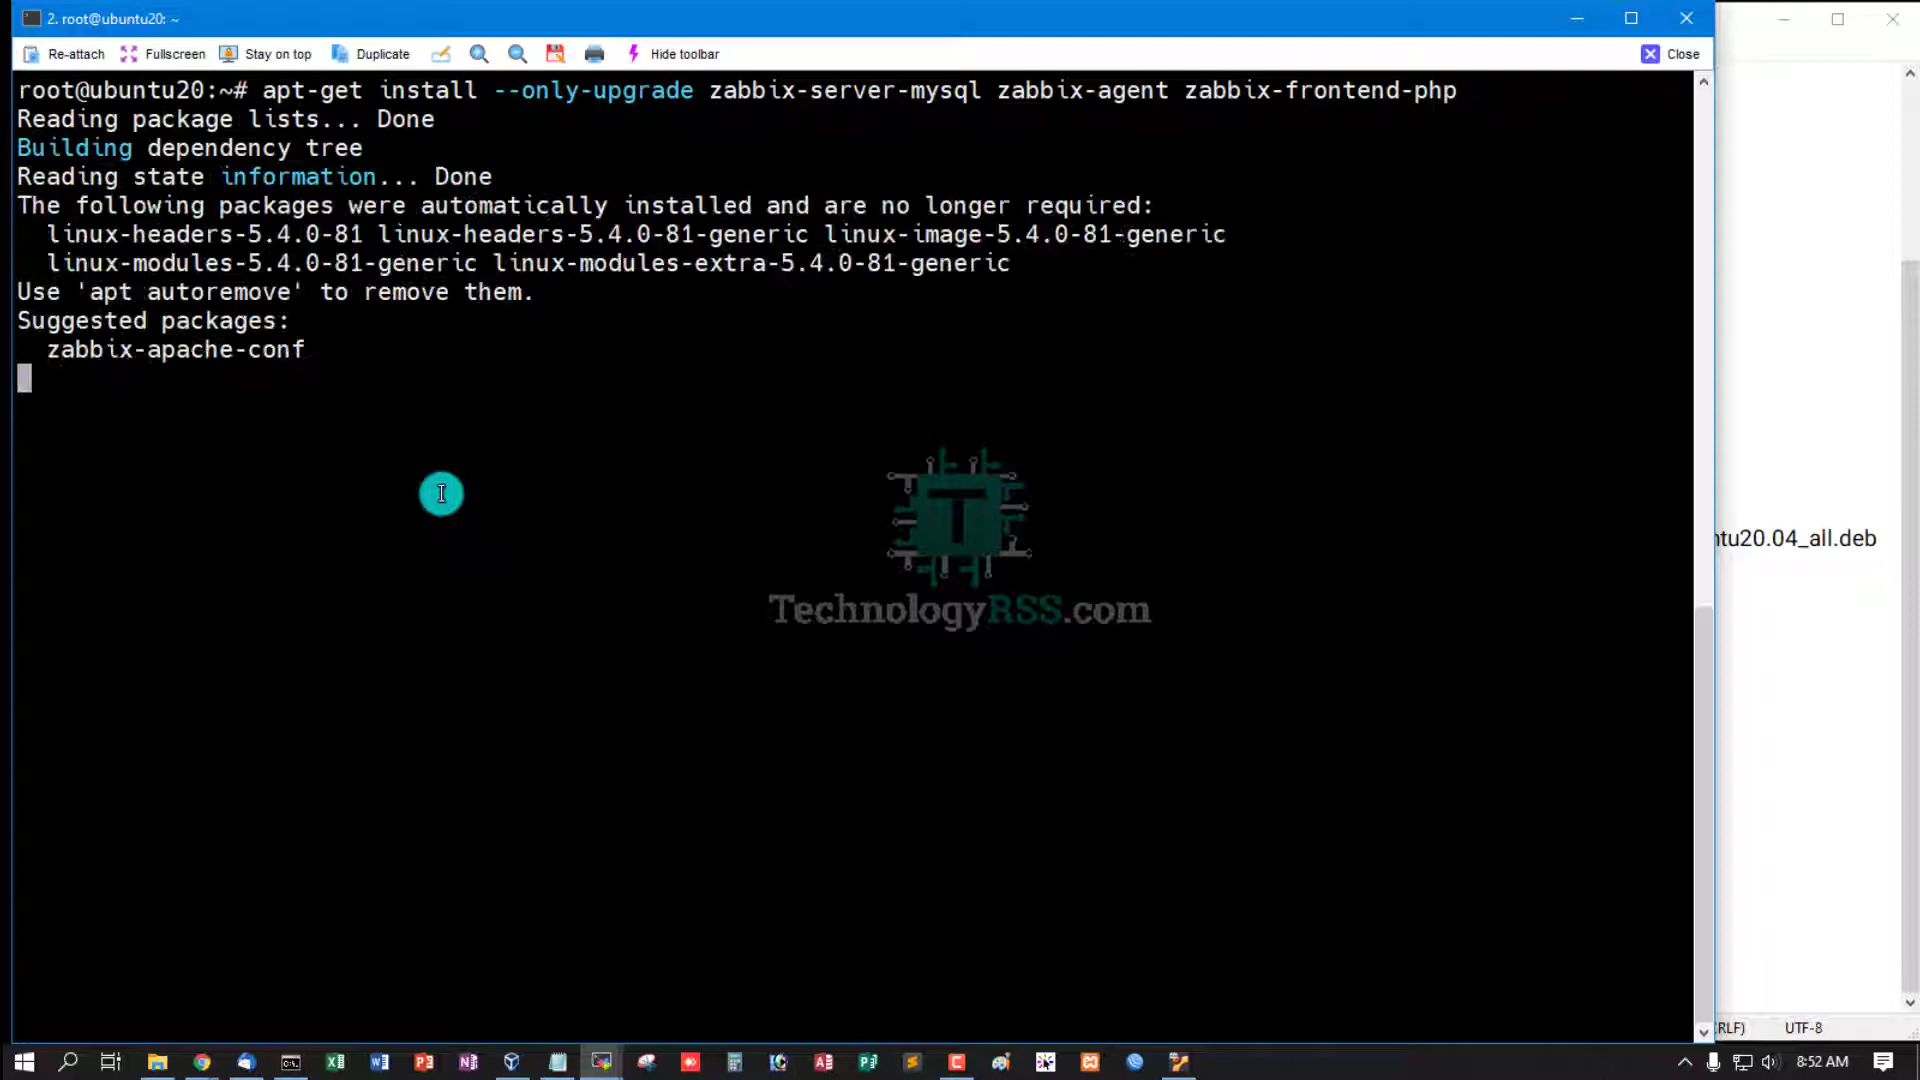 2. root@ubuntu20: ~
Re-attach Fullscreen Stay on top Duplicate Hide toolbar Close
root@ubuntu20:~# apt-get install --only-upgrade zabbix-server-mysql zabbix-agent zabbix-frontend-php
Reading package lists... Done
Building dependency tree
Reading state information... Done
The following packages were automatically installed and are no longer required:
linux-headers-5.4.0-81 linux-headers-5.4.0-81-generic linux-image-5.4.0-81-generic
linux-modules-5.4.0-81-generic linux-modules-extra-5.4.0-81-generic
Use 'apt autoremove' to remove them.
Suggested packages:
zabbix-apache-conf
T
TechnologyRSS.com
ntu20.04_all.deb
RLF) UTF-8
8:52 AM